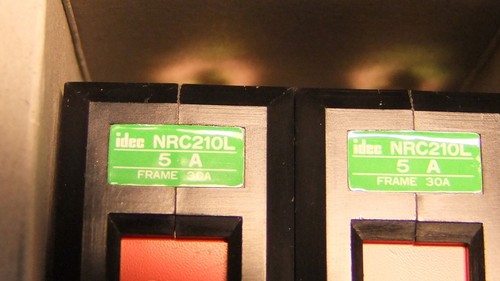 idec NRC210L
5 A
FRAME 30A
idec NRC210L
5 A
FRAME 30A